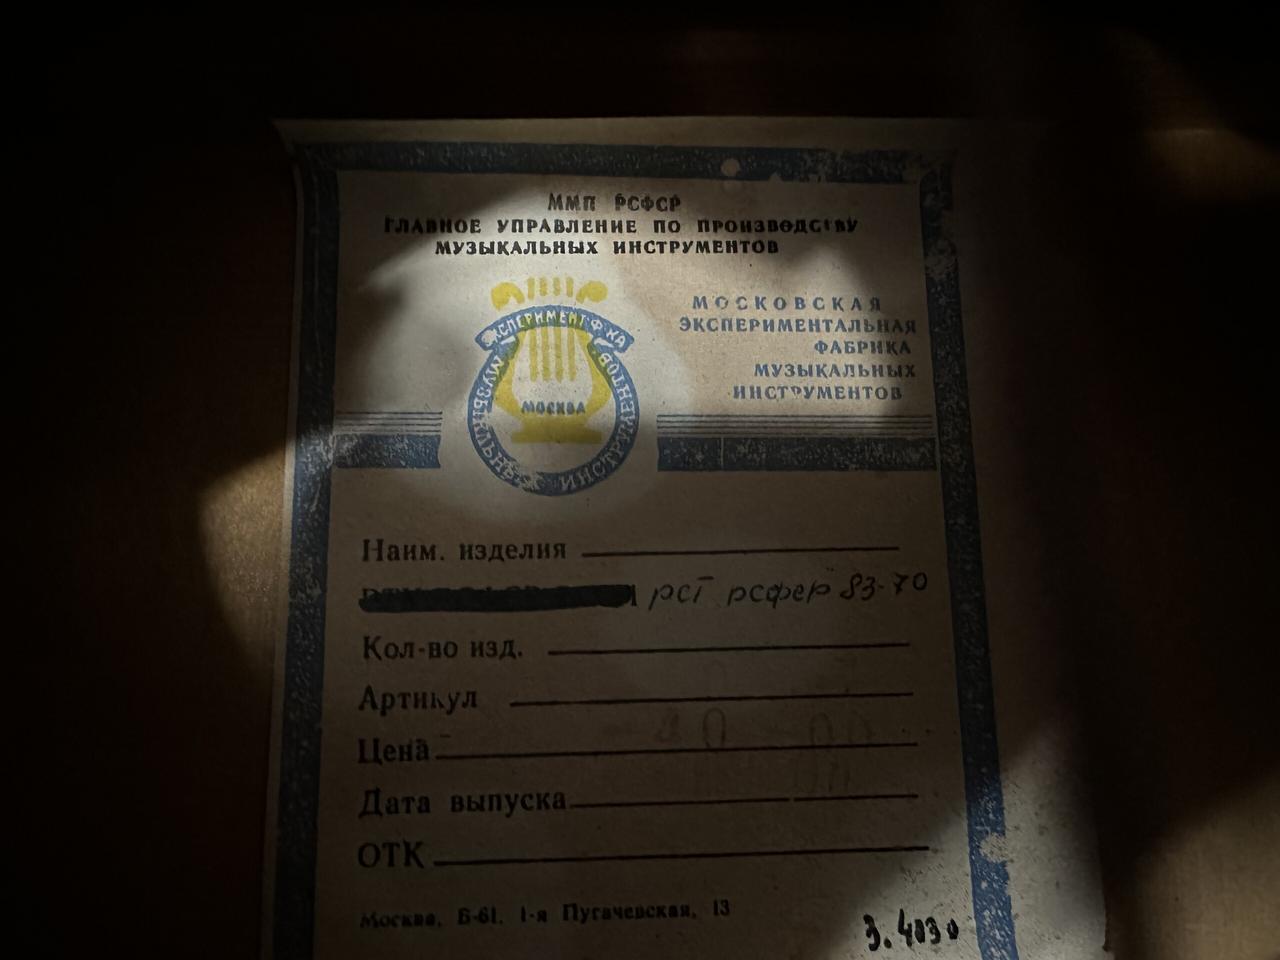 ММП РСФСР
ГЛАВНОЕ УПРАВЛЕНИЕ ПО ПРОИЗВОДСТВУ
МУЗЫКАЛЬНЫХ ИНСТРУМЕНТОВ
ЭКСПЕРИМЕНТ. Ф-КА
МУЗЫКАЛЬНЫХ ИНСТРУМЕНТОВ
МОСКВА
МОСКОВСКАЯ
ЭКСПЕРИМЕНТАЛЬНАЯ
ФАБРИКА
МУЗЫКАЛЬНЫХ
ИНСТРУМЕНТОВ
Наим. изделия
рст рсфср 83-70
Кол-во изд.
Артикул
Цена 40 00
Дата выпуска
ОТК
Москва, Б-61, 1-я Пугачевская, 13
З. 4030